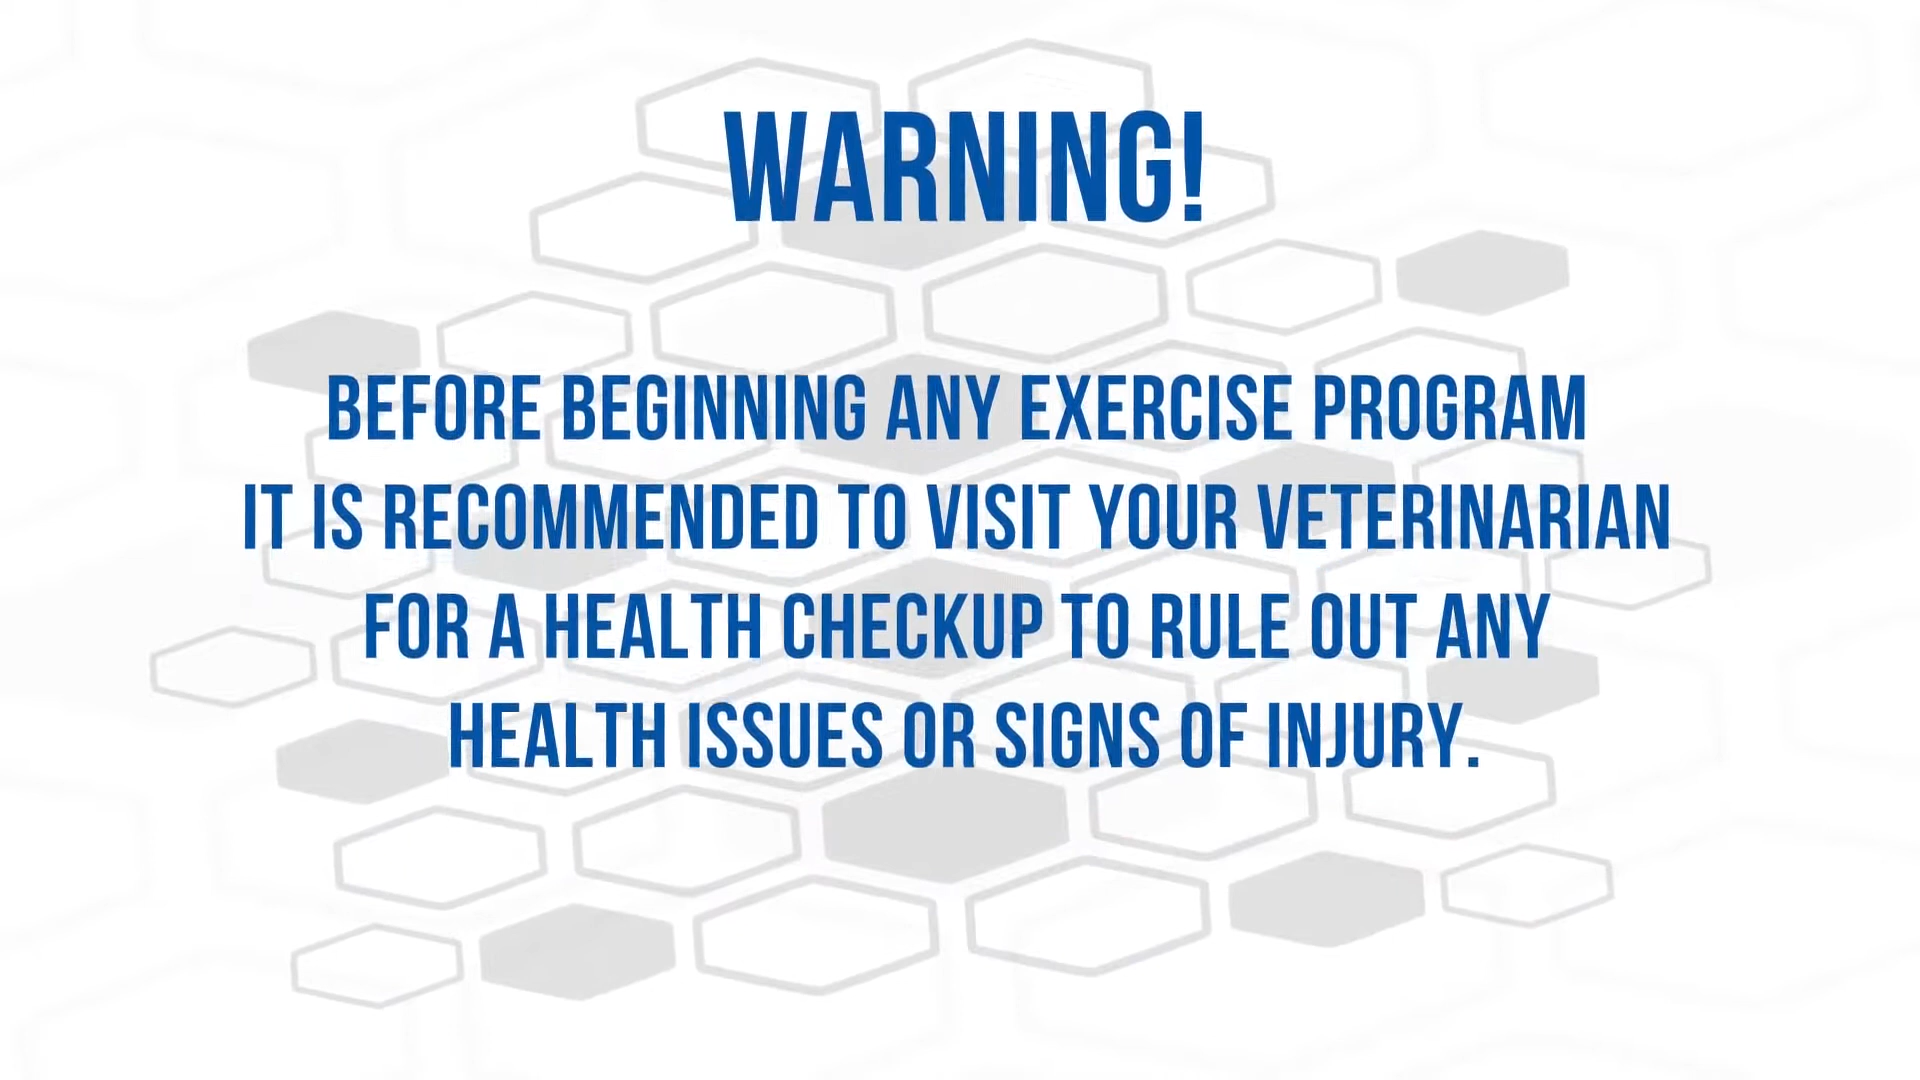 WARNING!
BEFORE BEGINNING ANY EXERCISE PROGRAM
IT IS RECOMMENDED TO VISIT YOUR VETERINARIAN
FOR A HEALTH CHECKUP TO RULE OUT ANY
HEALTH ISSUES OR SIGNS OF INJURY.